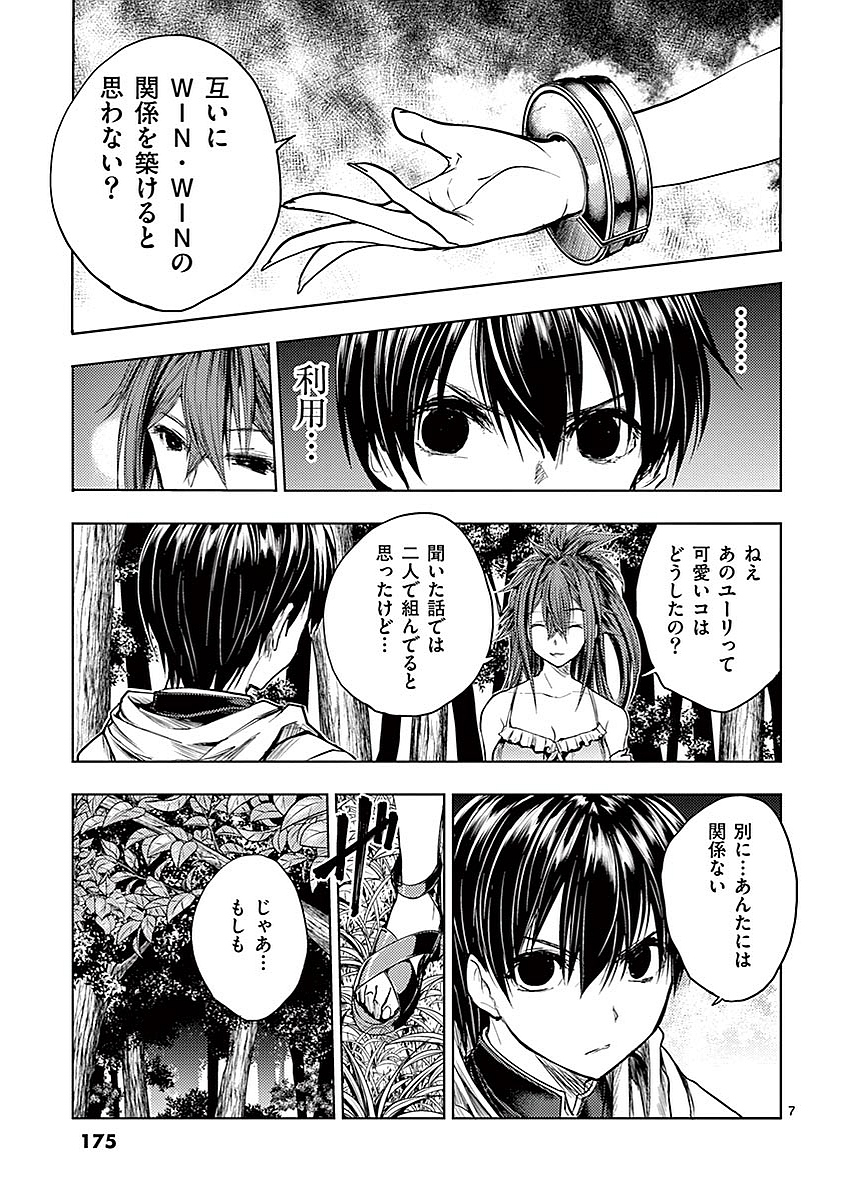 互いに
WIN・WINの
関係を築けると
思わない？
………
利用…
ねえ
あのユーリって
可愛いコは
どうしたの？
聞いた話では
二人で組んでると
思ったけど…
別に…あんたには
関係ない
ザッ
じゃあ…
もしも
7
175